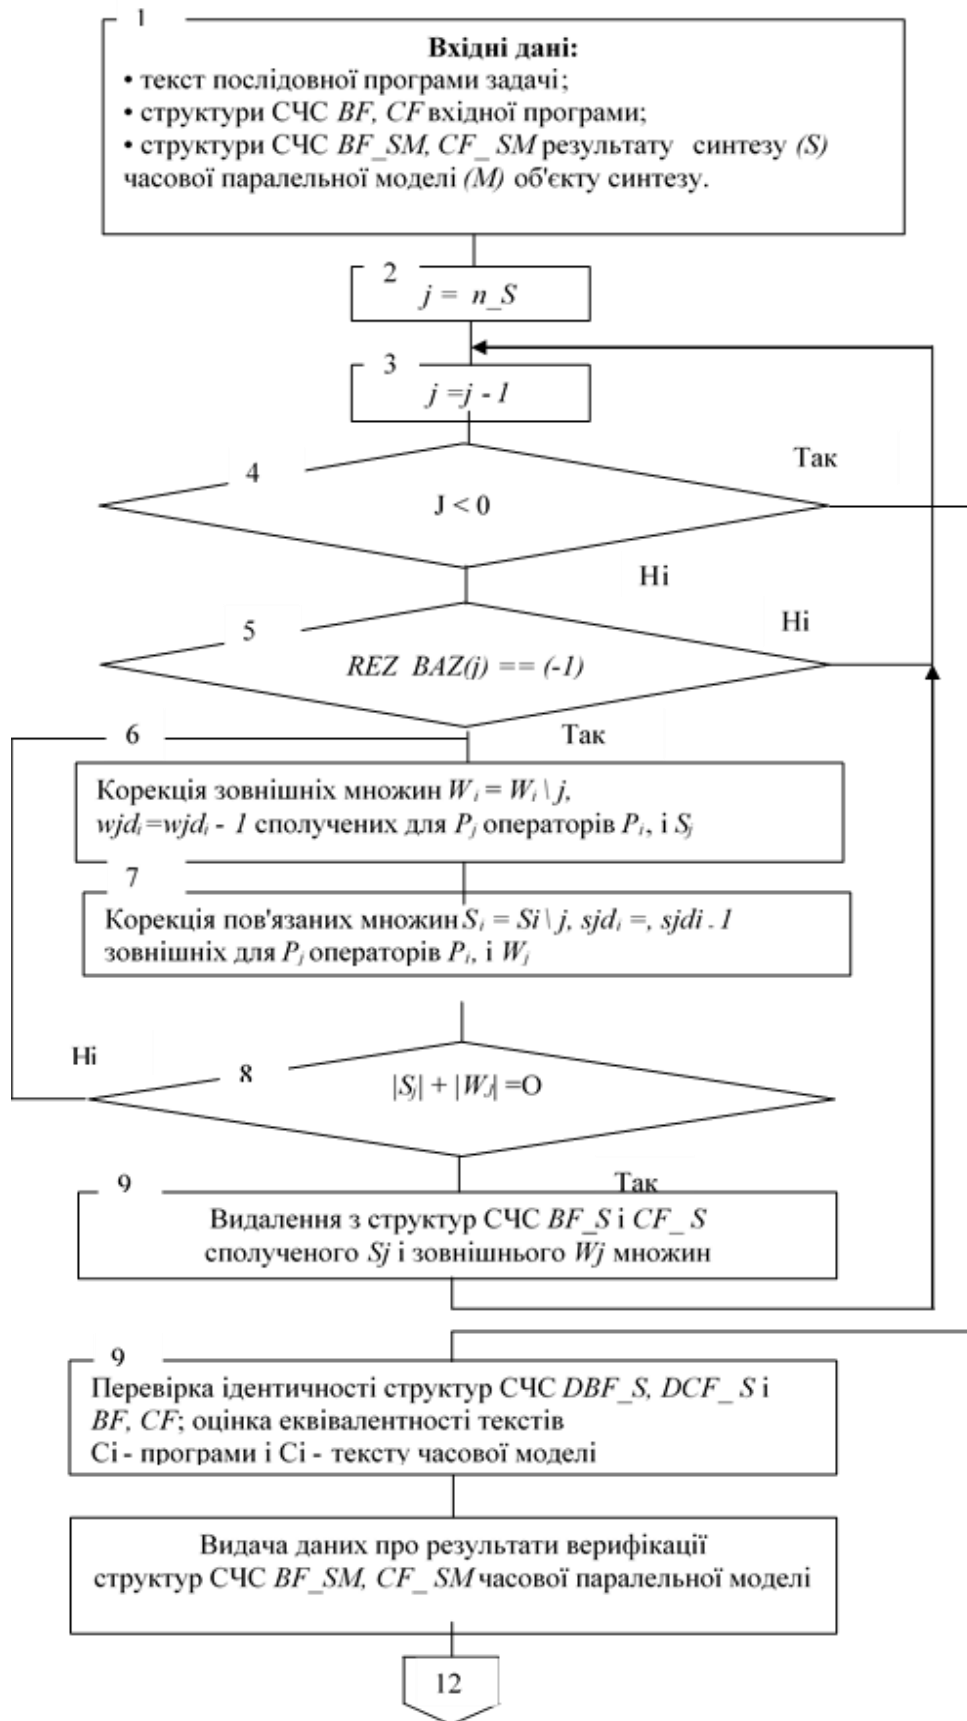 1
Вхідні дані:
• текст послідовної програми задачі;
• структури СЧС BF, CF вхідної програми;
• структури СЧС BF_SM, CF_ SM результату синтезу (S)
часової паралельної моделі (M) об'єкту синтезу.
2
j = n_S
3
j =j - 1
4
Так
J < 0
Ні
5
Ні
REZ BAZ(j) == (-1)
6
Так
Корекція зовнішніх множин Wᵢ = Wᵢ \ j,
wjdᵢ=wjdᵢ - 1 сполучених для Pⱼ операторів Pᵢ, і Sⱼ
7
Корекція пов'язаних множин Sᵢ = Si \ j, sjdᵢ =, sjdi - 1
зовнішніх для Pⱼ операторів Pᵢ, і Wⱼ
Ні
8
|Sⱼ| + |WJ| =O
9
Так
Видалення з структур СЧС BF_S і CF_ S
сполученого Sj і зовнішнього Wj множин
9
Перевірка ідентичності структур СЧС DBF_S, DCF_ S і
BF, CF; оцінка еквівалентності текстів
Сі - програми і Сі - тексту часової моделі
Видача даних про результати верифікації
структур СЧС BF_SM, CF_ SM часової паралельної моделі
12